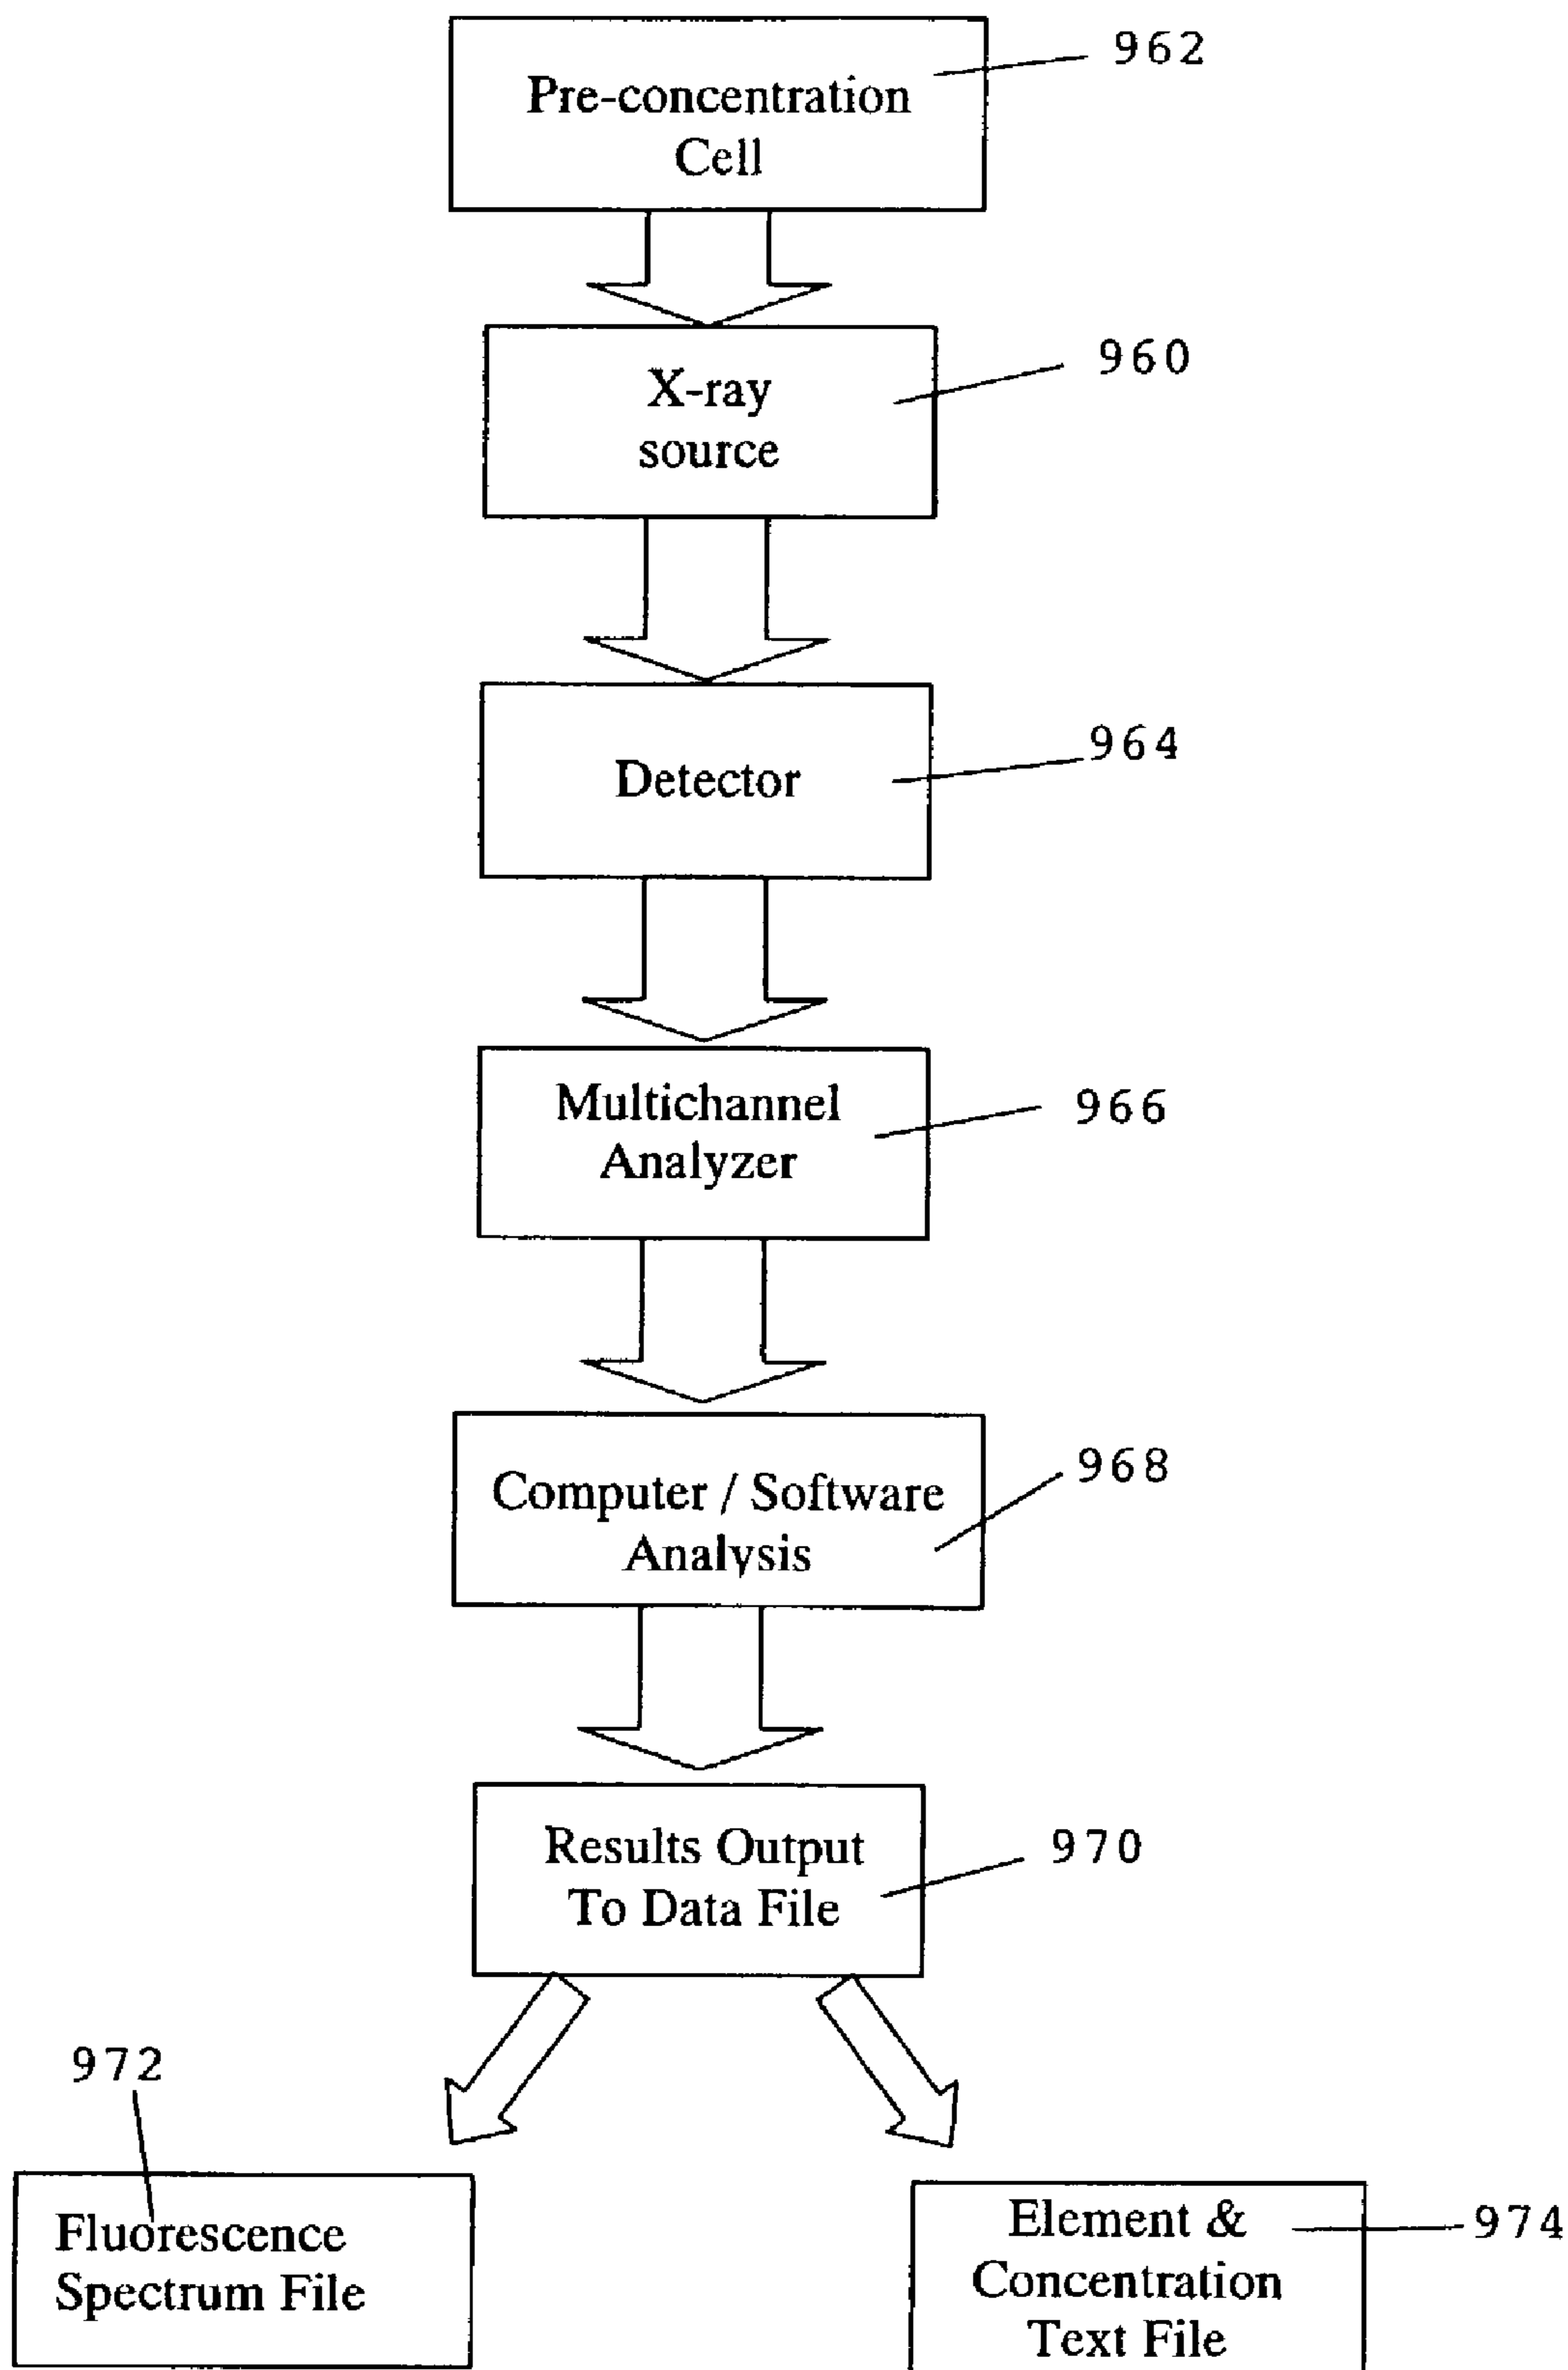 962
Pre-concentration
Cell
960
X-ray
source
964
Detector
966
Multichannel
Analyzer
968
Computer / Software
Analysis
970
Results Output
To Data File
972
Fluorescence
Spectrum File
974
Element &
Concentration
Text File